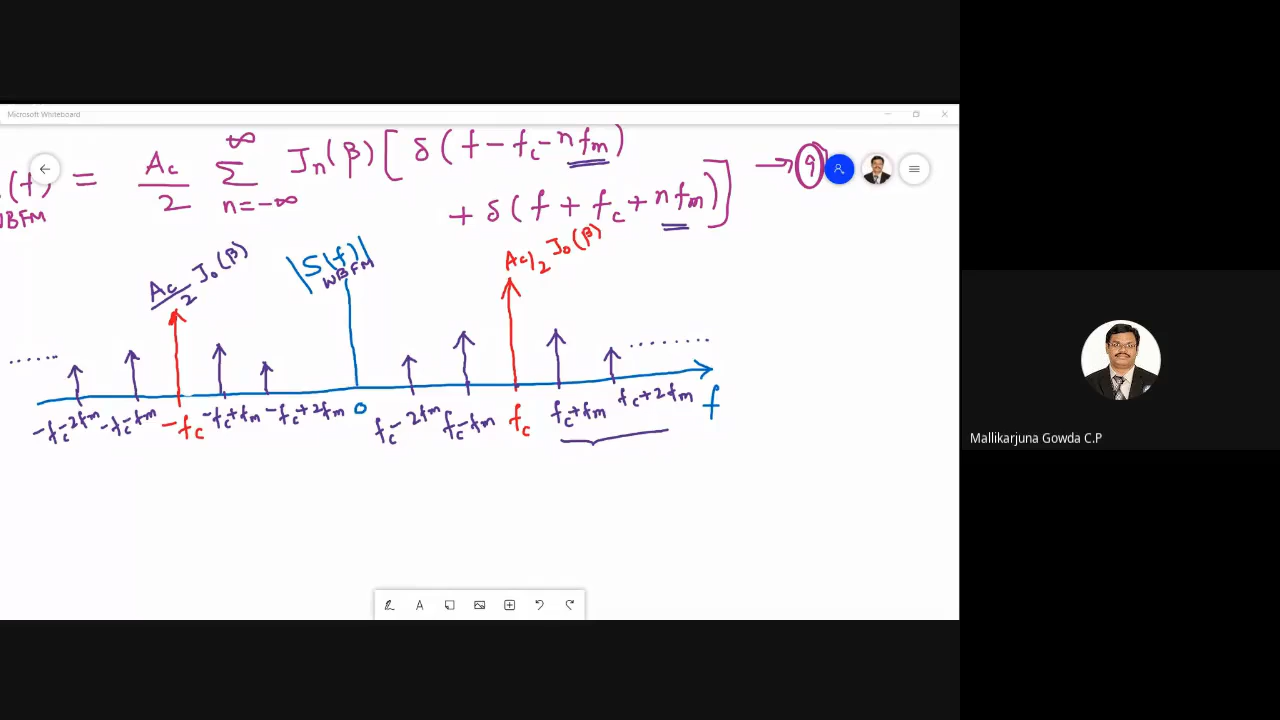 Microsoft Whiteboard
(f) = Ac/2 ∞ Σ n=-∞ Jn(β) [ δ(f - fc - nfm)
WBFM + δ(f + fc + nfm) ] → 9
Ac/2 J0(β) |S(f)| WBFM Ac/2 J0(β)
...... ........
-fc-2fm -fc-fm -fc -fc+fm -fc+2fm 0 fc-2fm fc-fm fc fc+fm fc+2fm f
Mallikarjuna Gowda C.P
A